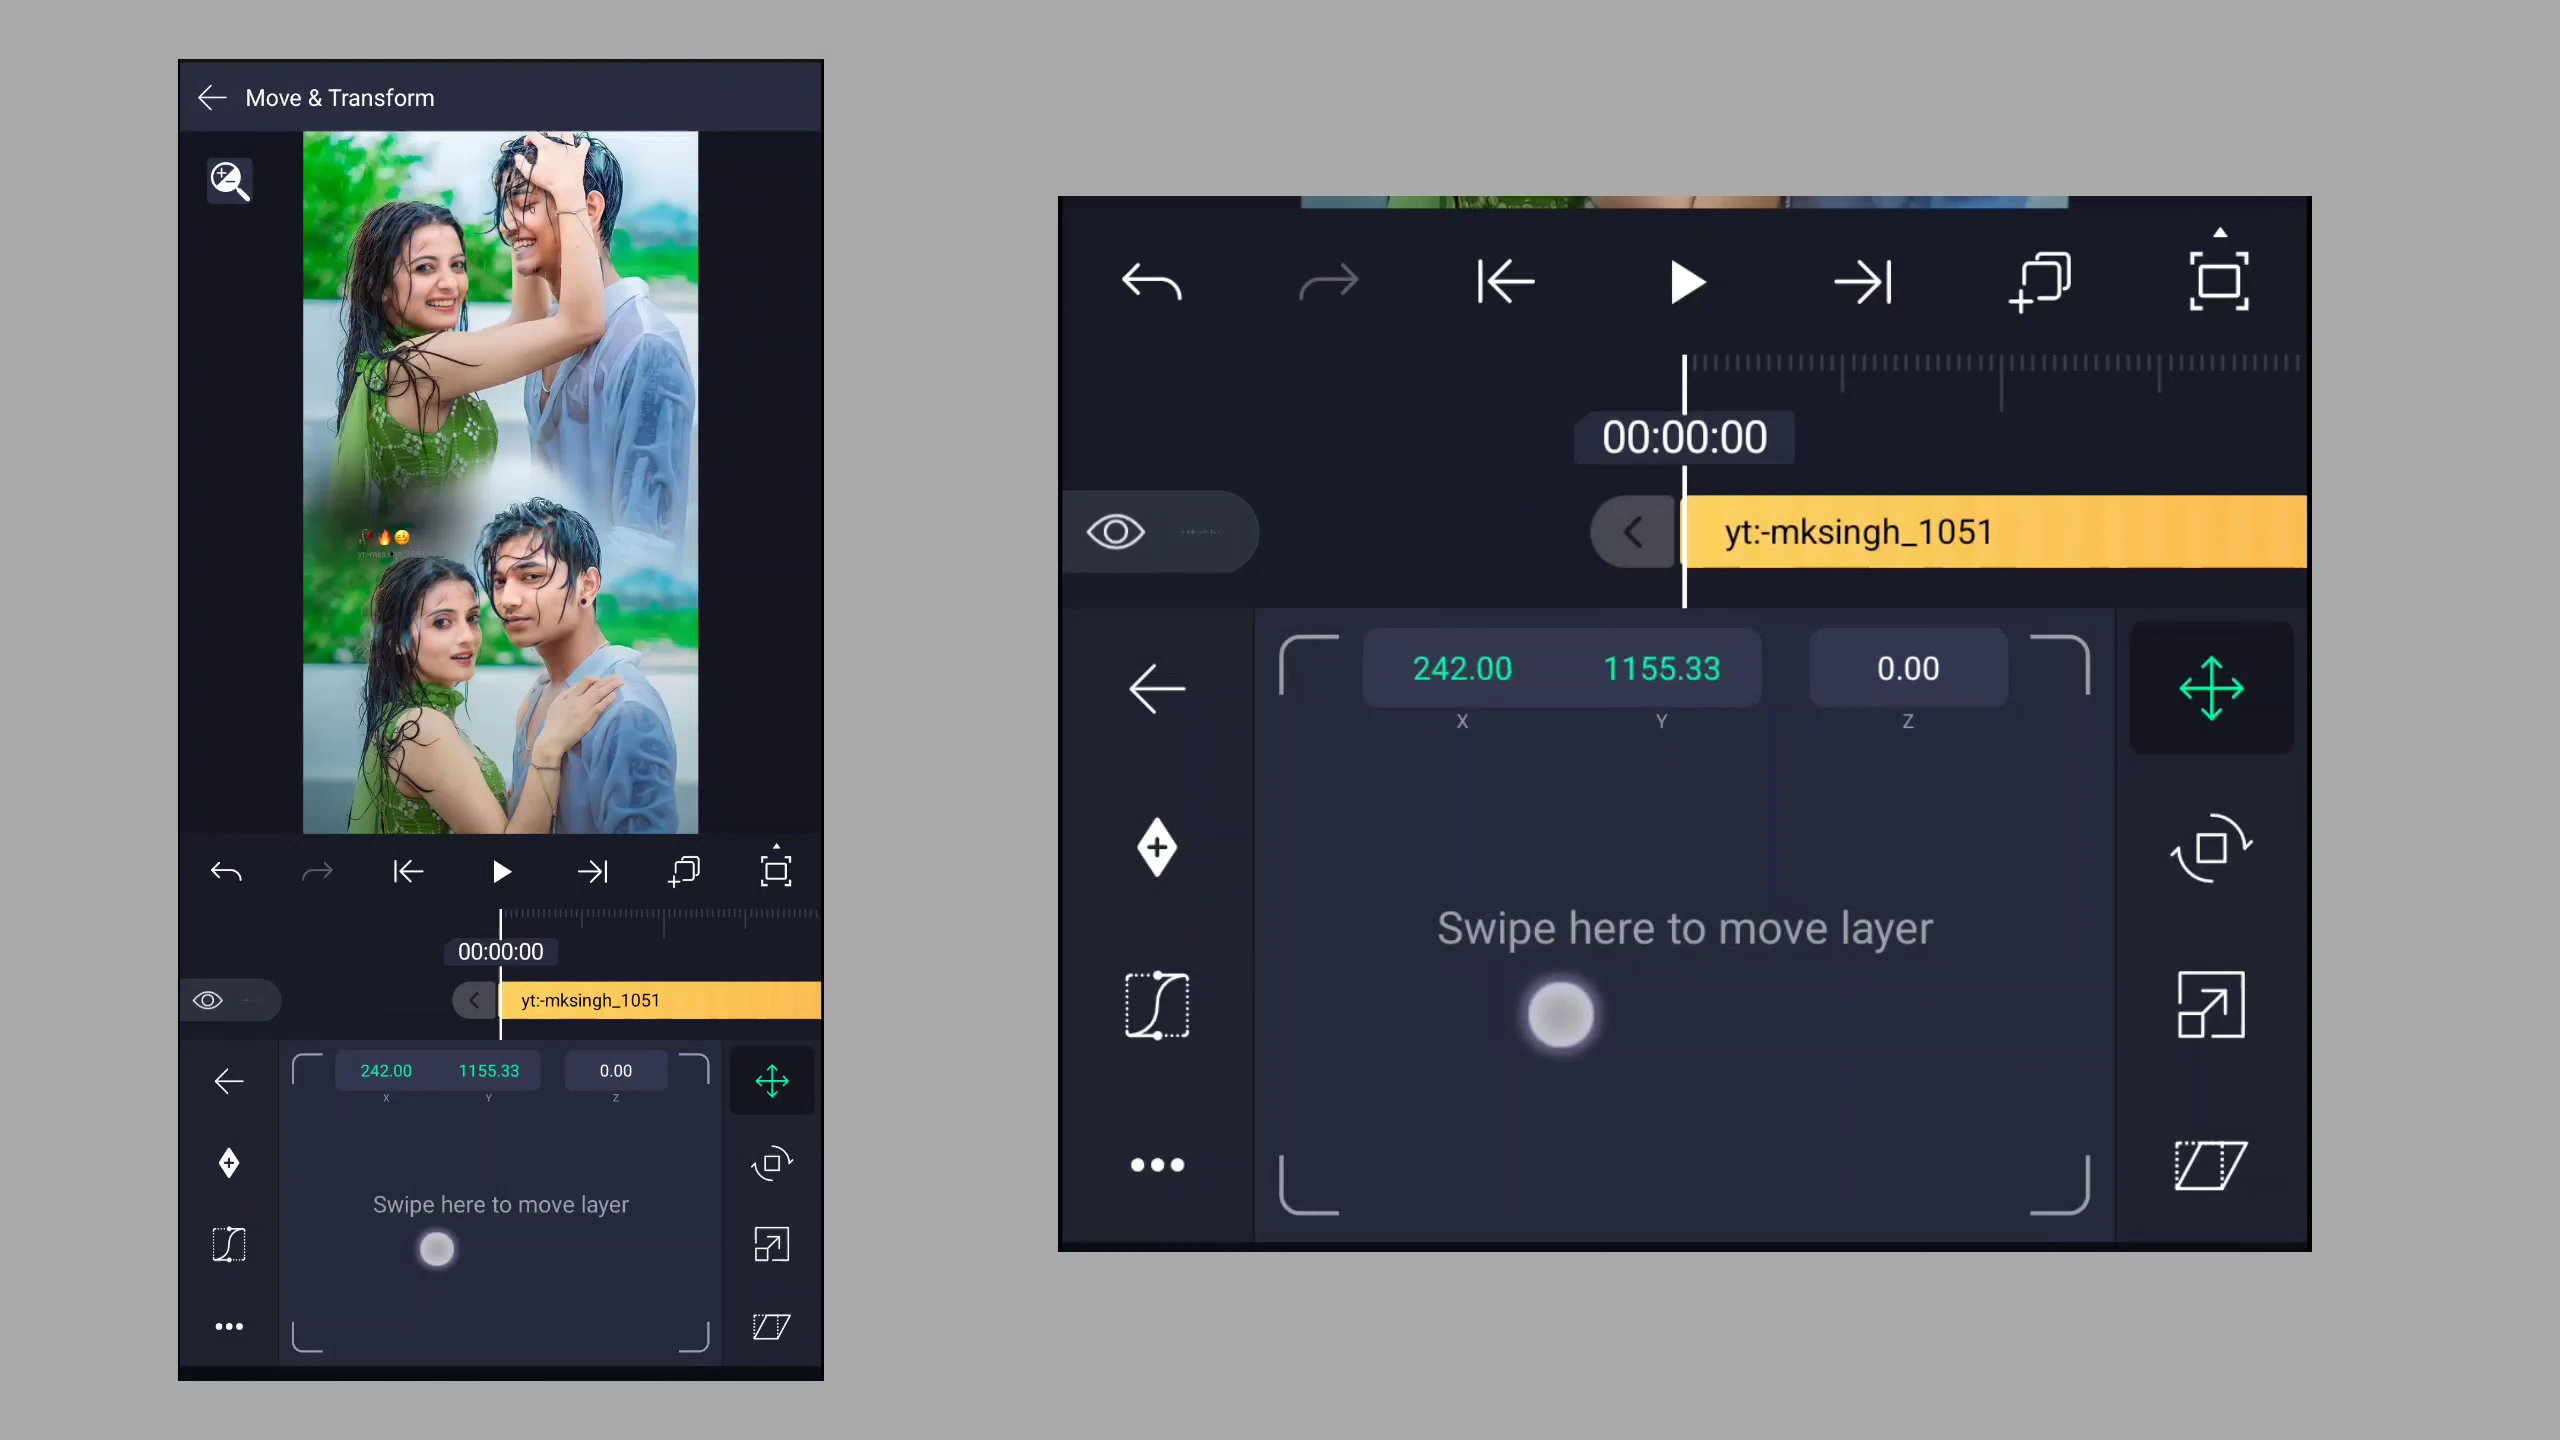 Move & Transform
🔥🥴
00:00:00
yt:-mksingh_1051
242.00 1155.33 0.00
X Y Z
Swipe here to move layer
00:00:00
yt:-mksingh_1051
242.00 1155.33 0.00
X Y Z
Swipe here to move layer